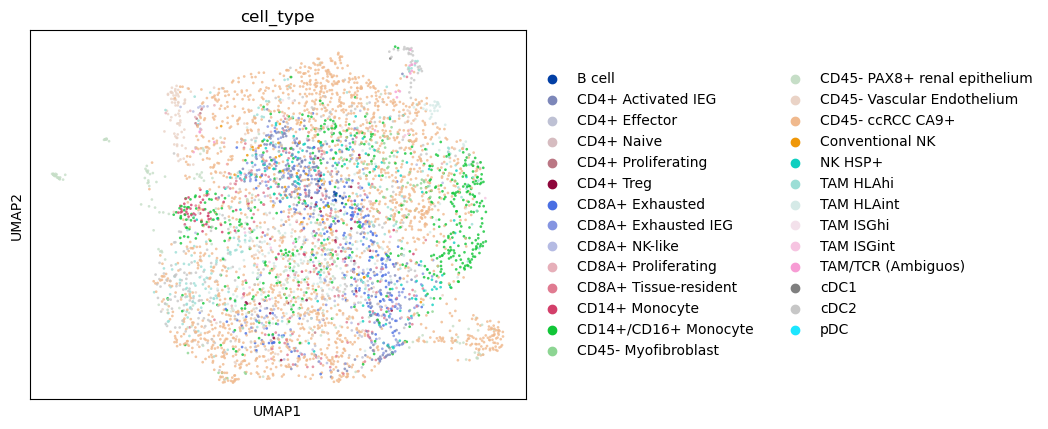 cell_type
UMAP2
UMAP1
B cell
CD4+ Activated IEG
CD4+ Effector
CD4+ Naive
CD4+ Proliferating
CD4+ Treg
CD8A+ Exhausted
CD8A+ Exhausted IEG
CD8A+ NK-like
CD8A+ Proliferating
CD8A+ Tissue-resident
CD14+ Monocyte
CD14+/CD16+ Monocyte
CD45- Myofibroblast
CD45- PAX8+ renal epithelium
CD45- Vascular Endothelium
CD45- ccRCC CA9+
Conventional NK
NK HSP+
TAM HLAhi
TAM HLAint
TAM ISGhi
TAM ISGint
TAM/TCR (Ambiguos)
cDC1
cDC2
pDC